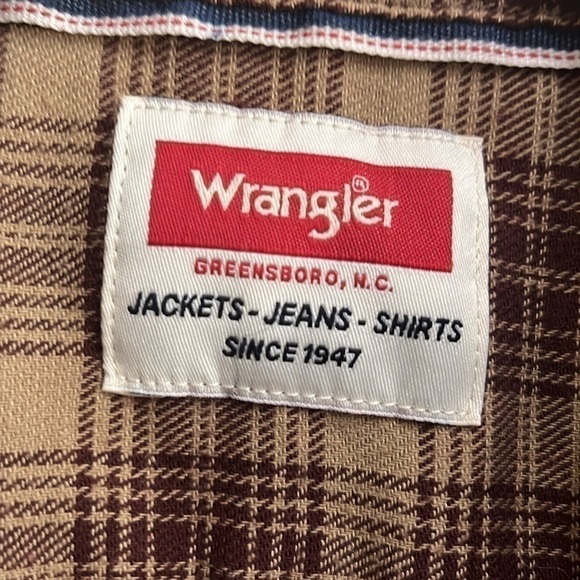 Wrangler®
GREENSBORO, N.C.
JACKETS - JEANS - SHIRTS
SINCE 1947